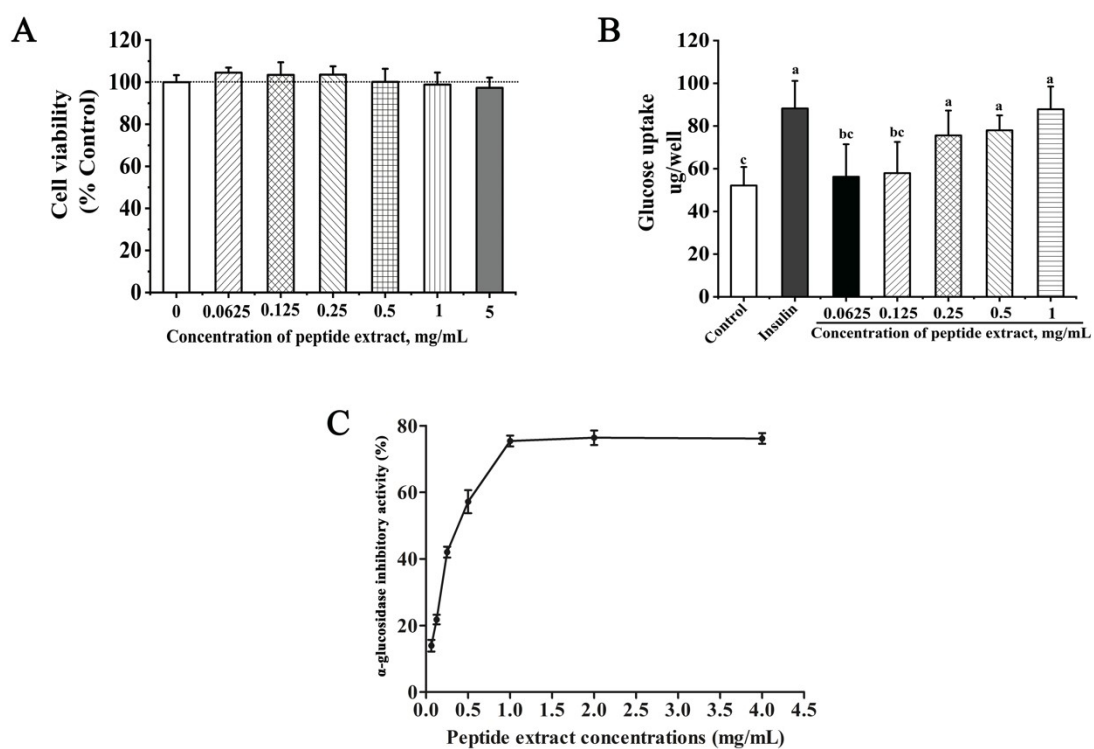 A
120
100
80
60
40
20
0
Cell viability
(% Control)
0 0.0625 0.125 0.25 0.5 1 5
Concentration of peptide extract, mg/mL
B
120
100
80
60
40
20
0
Glucose uptake
ug/well
c a bc bc a a a
Control Insulin 0.0625 0.125 0.25 0.5 1
Concentration of peptide extract, mg/mL
C
80
60
40
20
0
α-glucosidase inhibitory activity (%)
0.0 0.5 1.0 1.5 2.0 2.5 3.0 3.5 4.0 4.5
Peptide extract concentrations (mg/mL)